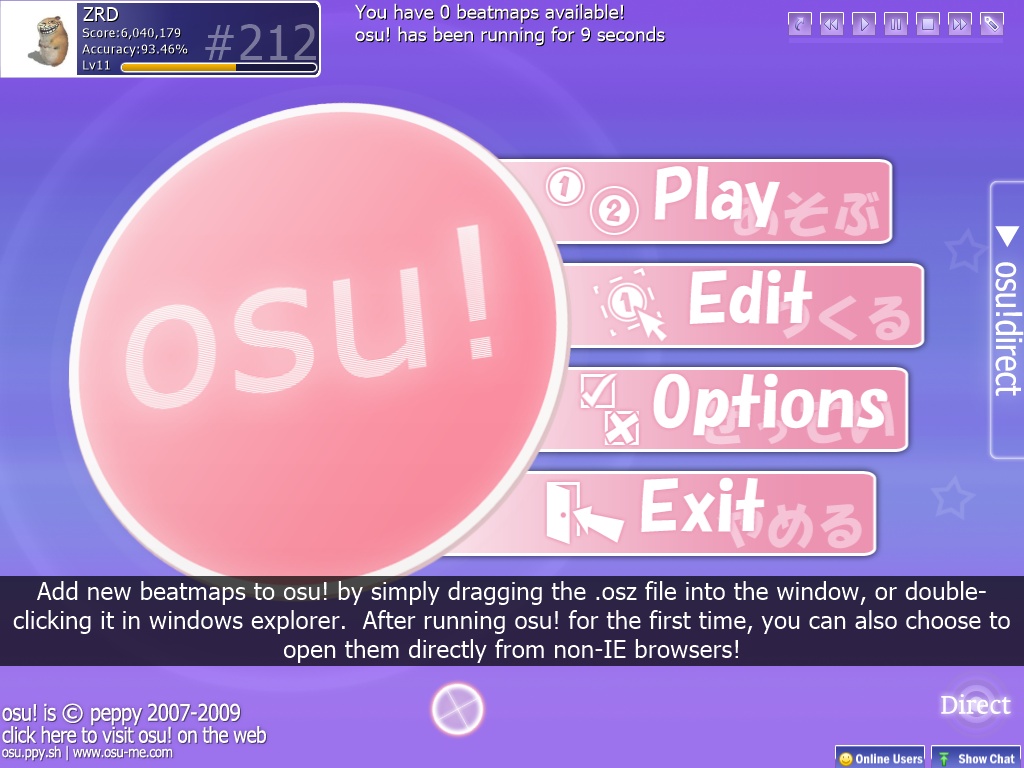 ZRD
Score:6,040,179
Accuracy:93.46%
Lv11
#212
You have 0 beatmaps available!
osu! has been running for 9 seconds
osu!
1 2 Play
あそぶ
1 Edit
つくる
Options
せってい
Exit
やめる
osu!direct
Add new beatmaps to osu! by simply dragging the .osz file into the window, or double-
clicking it in windows explorer.  After running osu! for the first time, you can also choose to
open them directly from non-IE browsers!
osu! is © peppy 2007-2009
click here to visit osu! on the web
osu.ppy.sh | www.osu-me.com
Direct
Online Users
Show Chat